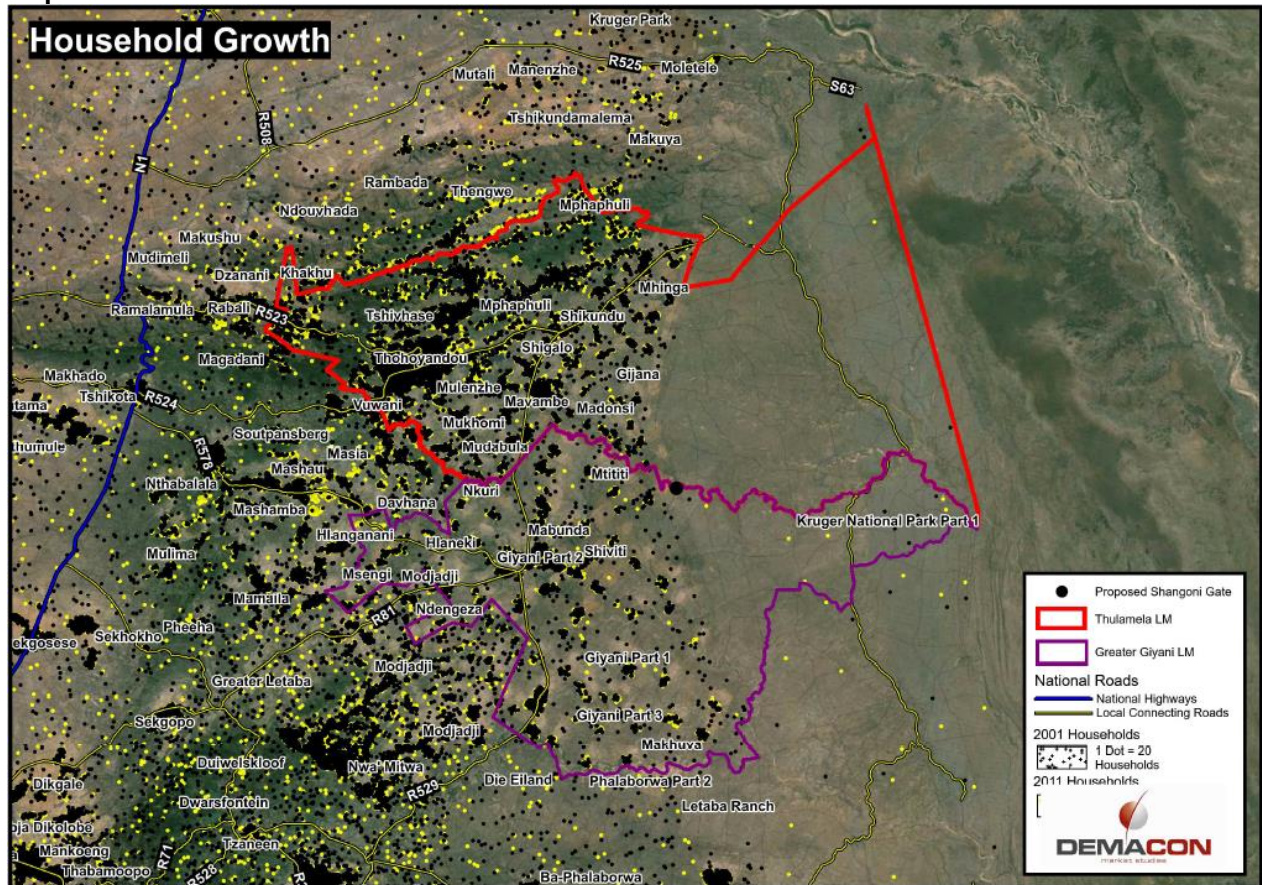 Household Growth
Kruger Park
R525
Mutali
Manenzhe
Moletele
S63
R508
Tshikundamalema
Makuya
N1
Rambada
Thengwe
Mphaphuli
Ndouvhada
Makushu
Mudimeli
Dzanani
Khakhu
Mhinga
Ramalamula
Rabali
R523
Tshivhase
Mphaphuli
Shikundu
Magadani
Thohoyandou
Shigalo
Gijana
Makhado
Tshikota
R524
Mulenzhe
Mavambe
Madonsi
Vuwani
Mukhomi
Soutpansberg
Mudabula
R578
Masia
Mashau
Mtititi
Nthabalala
Nkuri
Mashamba
Davhana
Kruger National Park Part 1
Hlanganani
Hlaneki
Mabunda
Mulima
Giyani Part 2
Shiviti
Msengi
Modjadji
Mamaila
Ndengeza
R81
Pheeha
Sekhokho
Sekgosese
Modjadji
Giyani Part 1
Greater Letaba
Sekgopo
Modjadji
Giyani Part 3
Makhuva
Duiwelskloof
Nwa' Mitwa
Die Eiland
Phalaborwa Part 2
Dikgale
R529
Dwarsfontein
Letaba Ranch
oja Dikolobe
Tzaneen
Mankoeng
R71
Thabamoopo
R528
Ba-Phalaborwa
Proposed Shangoni Gate
Thulamela LM
Greater Giyani LM
National Roads
National Highways
Local Connecting Roads
2001 Households
1 Dot = 20
Households
2011 Households
DEMACON
market studies